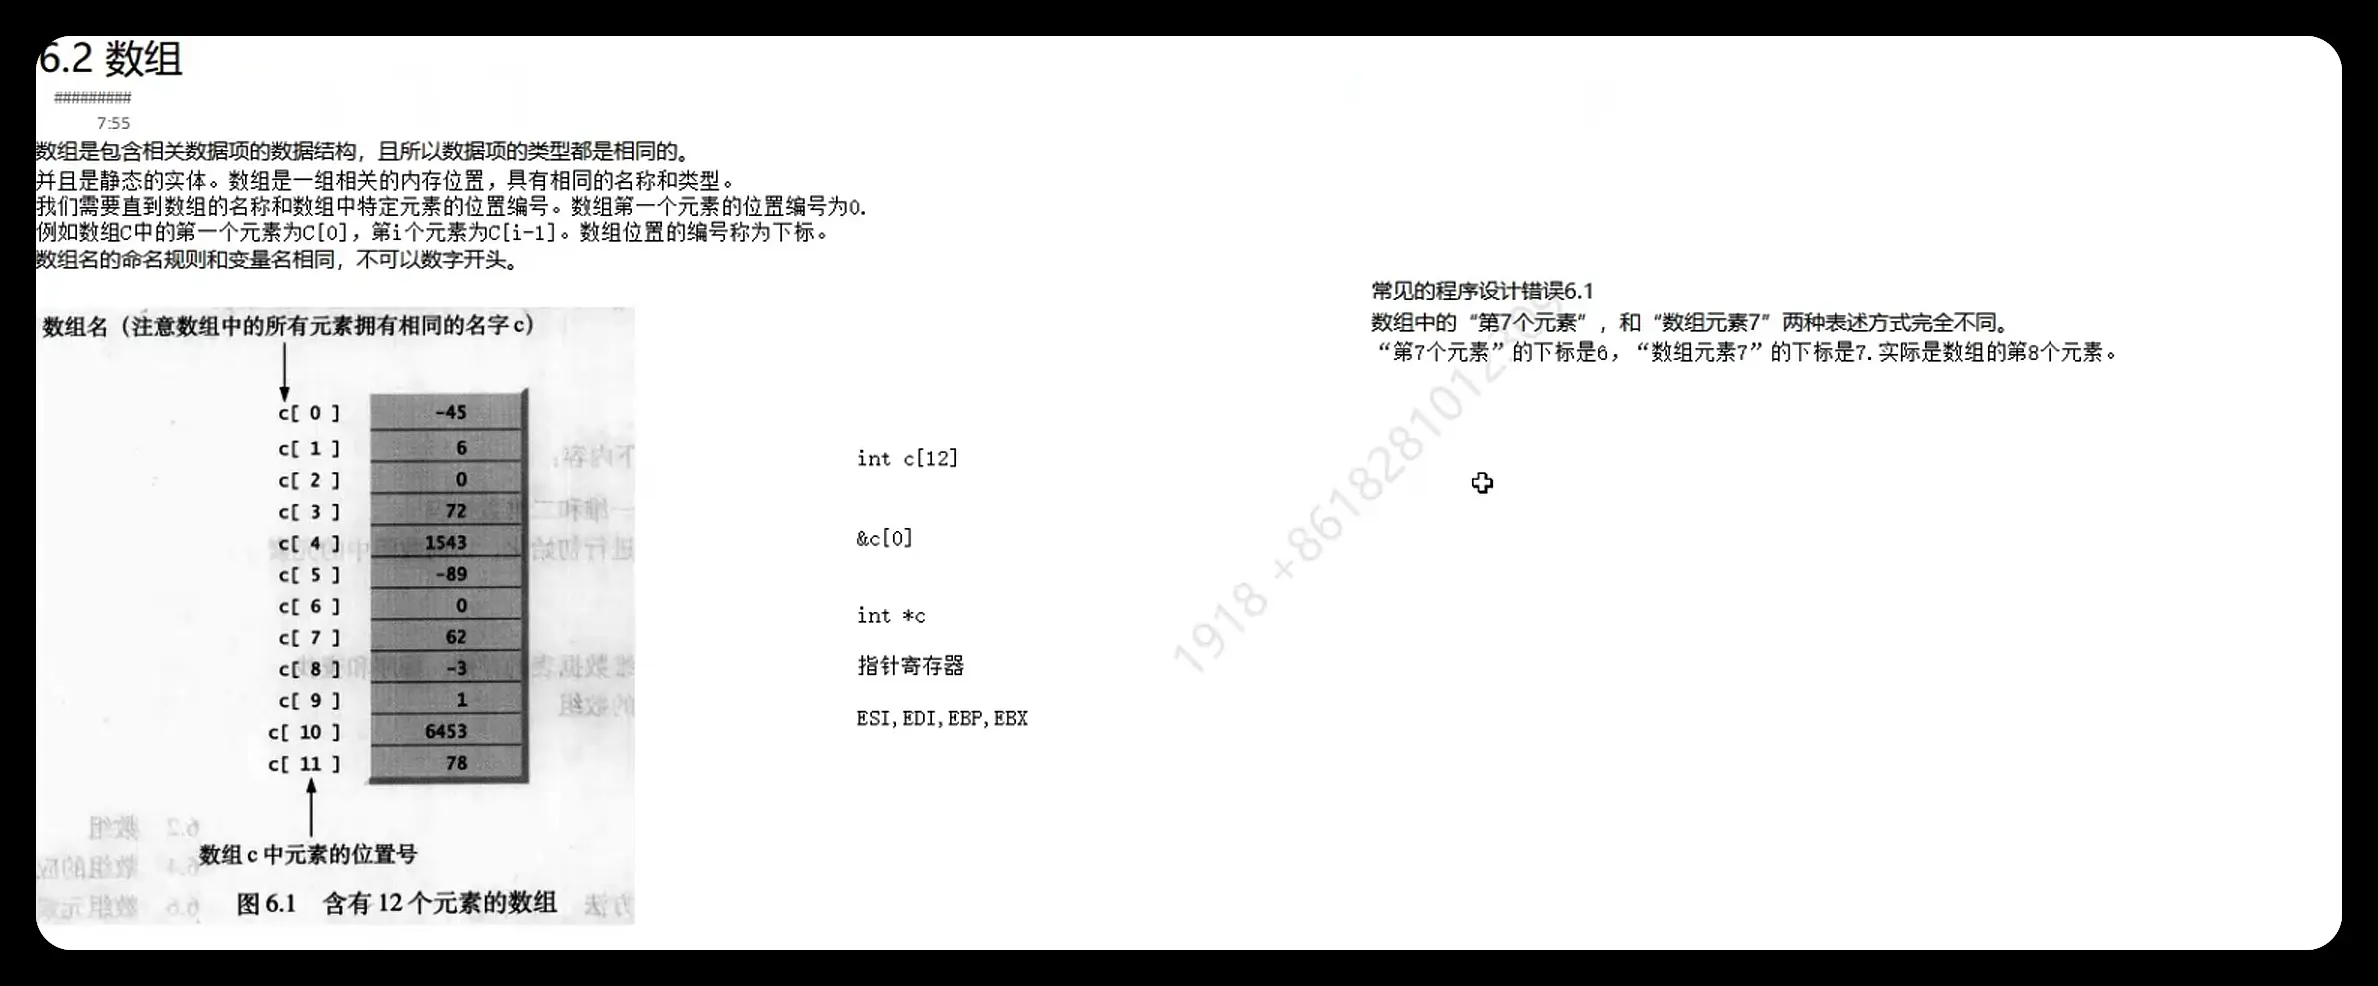 6.2 数组
#########
7:55
数组是包含相关数据项的数据结构，且所以数据项的类型都是相同的。
并且是静态的实体。数组是一组相关的内存位置，具有相同的名称和类型。
我们需要直到数组的名称和数组中特定元素的位置编号。数组第一个元素的位置编号为0.
例如数组C中的第一个元素为C[0]，第i个元素为C[i-1]。数组位置的编号称为下标。
数组名的命名规则和变量名相同，不可以数字开头。
数组名（注意数组中的所有元素拥有相同的名字 c）
c[ 0 ] -45
c[ 1 ] 6
c[ 2 ] 0
c[ 3 ] 72
c[ 4 ] 1543
c[ 5 ] -89
c[ 6 ] 0
c[ 7 ] 62
c[ 8 ] -3
c[ 9 ] 1
c[ 10 ] 6453
c[ 11 ] 78
数组 c 中元素的位置号
图 6.1 含有 12 个元素的数组
int c[12]
&c[0]
int *c
指针寄存器
ESI,EDI,EBP,EBX
常见的程序设计错误6.1
数组中的“第7个元素”，和“数组元素7”两种表述方式完全不同。
“第7个元素”的下标是6，“数组元素7”的下标是7.实际是数组的第8个元素。